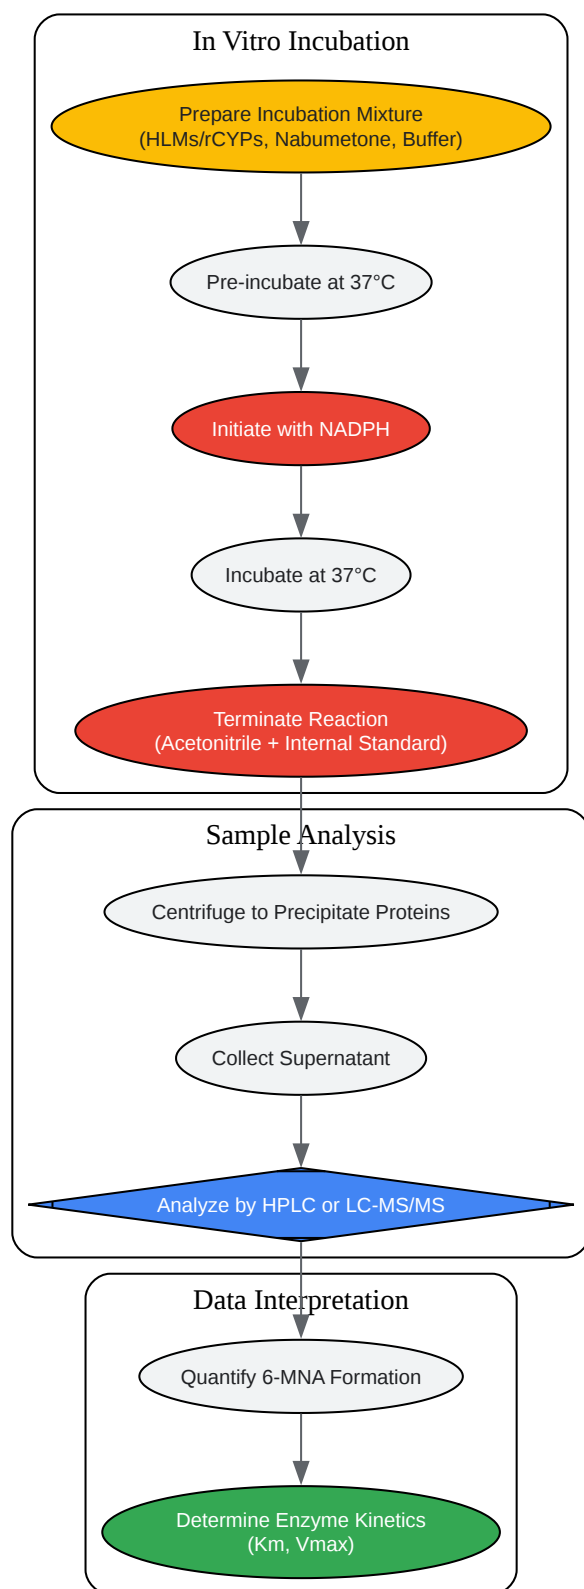 In Vitro Incubation
Prepare Incubation Mixture
(HLMs/rCYPs, Nabumetone, Buffer)
Pre-incubate at 37°C
Initiate with NADPH
Incubate at 37°C
Terminate Reaction
(Acetonitrile + Internal Standard)
Sample Analysis
Centrifuge to Precipitate Proteins
Collect Supernatant
Analyze by HPLC or LC-MS/MS
Data Interpretation
Quantify 6-MNA Formation
Determine Enzyme Kinetics
(Km, Vmax)